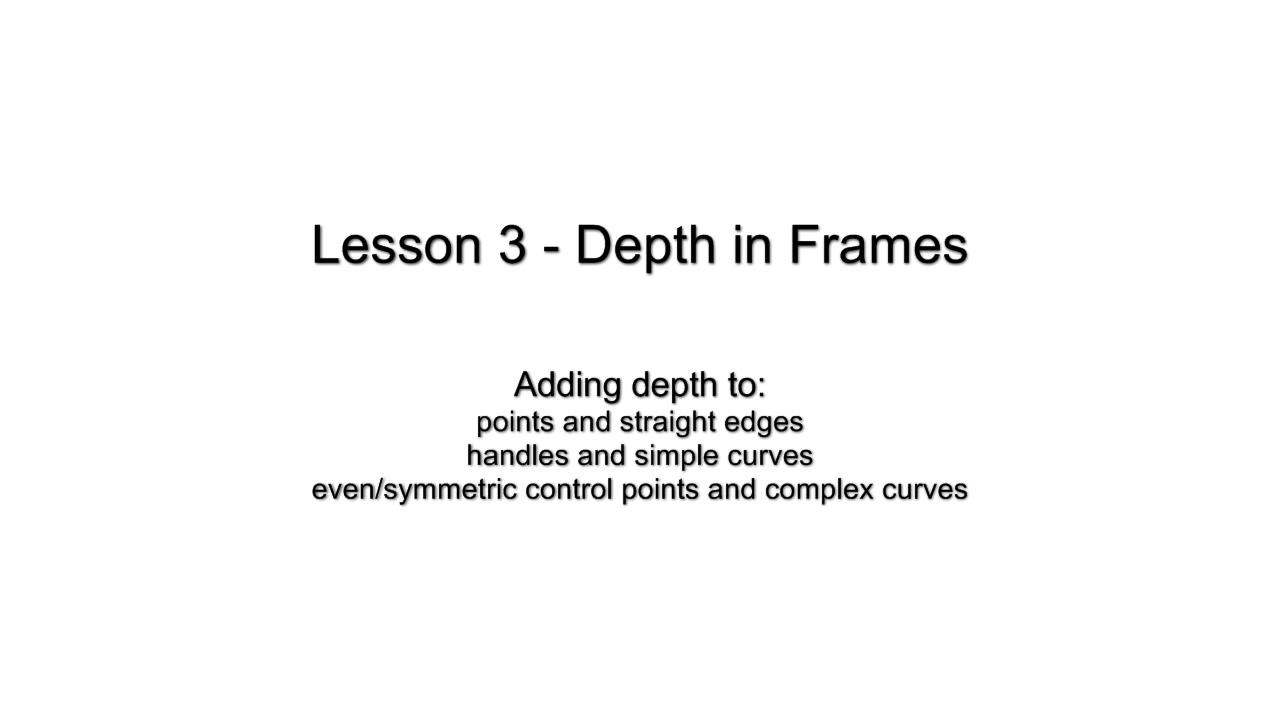 Lesson 3 - Depth in Frames
Adding depth to:
points and straight edges
handles and simple curves
even/symmetric control points and complex curves